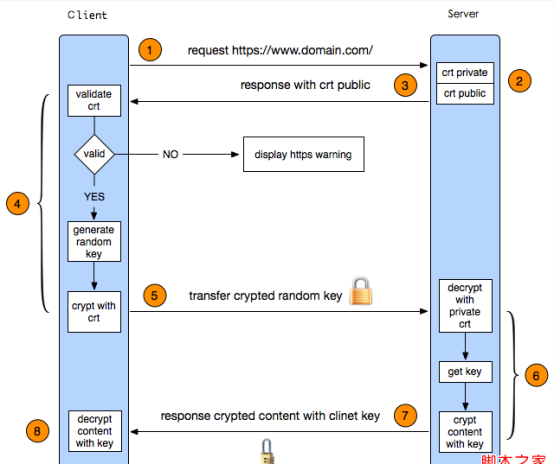 Client
Server
1
request https://www.domain.com/
crt private
crt public
2
response with crt public
3
validate
crt
valid
NO
display https warning
4
YES
generate
random
key
crypt with
crt
5
transfer crypted random key
decrypt
with
private
crt
get key
6
crypt
content
with key
7
response crypted content with clinet key
8
decrypt
content
with key
脚本之家